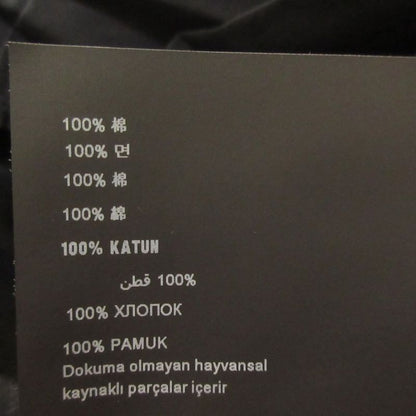 100% 棉
100% 면
100% 棉
100% 綿
100% KATUN
100% قطن
100% ХЛОПОК
100% PAMUK
Dokuma olmayan hayvansal
kaynaklı parçalar içerir